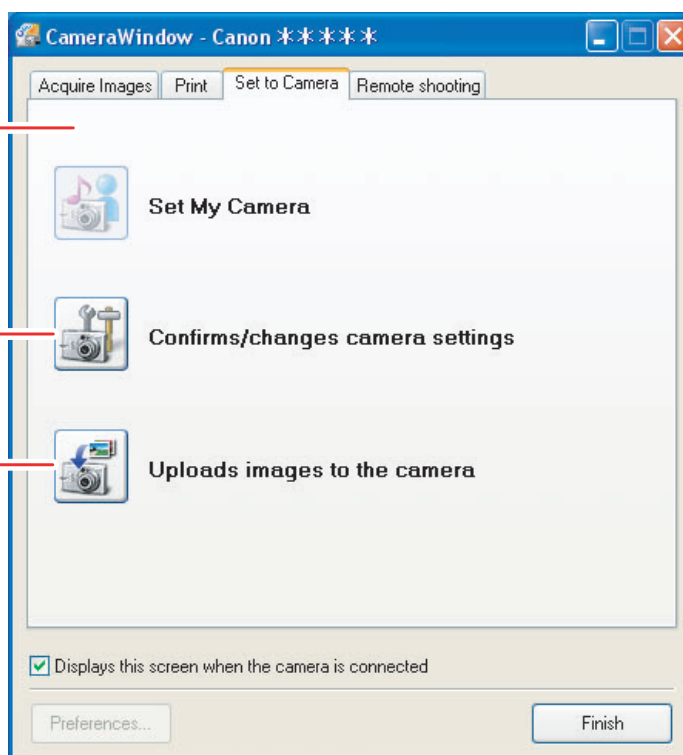 CameraWindow - Canon *****
Acquire Images Print Set to Camera Remote shooting
Set My Camera
Confirms/changes camera settings
Uploads images to the camera
Displays this screen when the camera is connected
Preferences... Finish